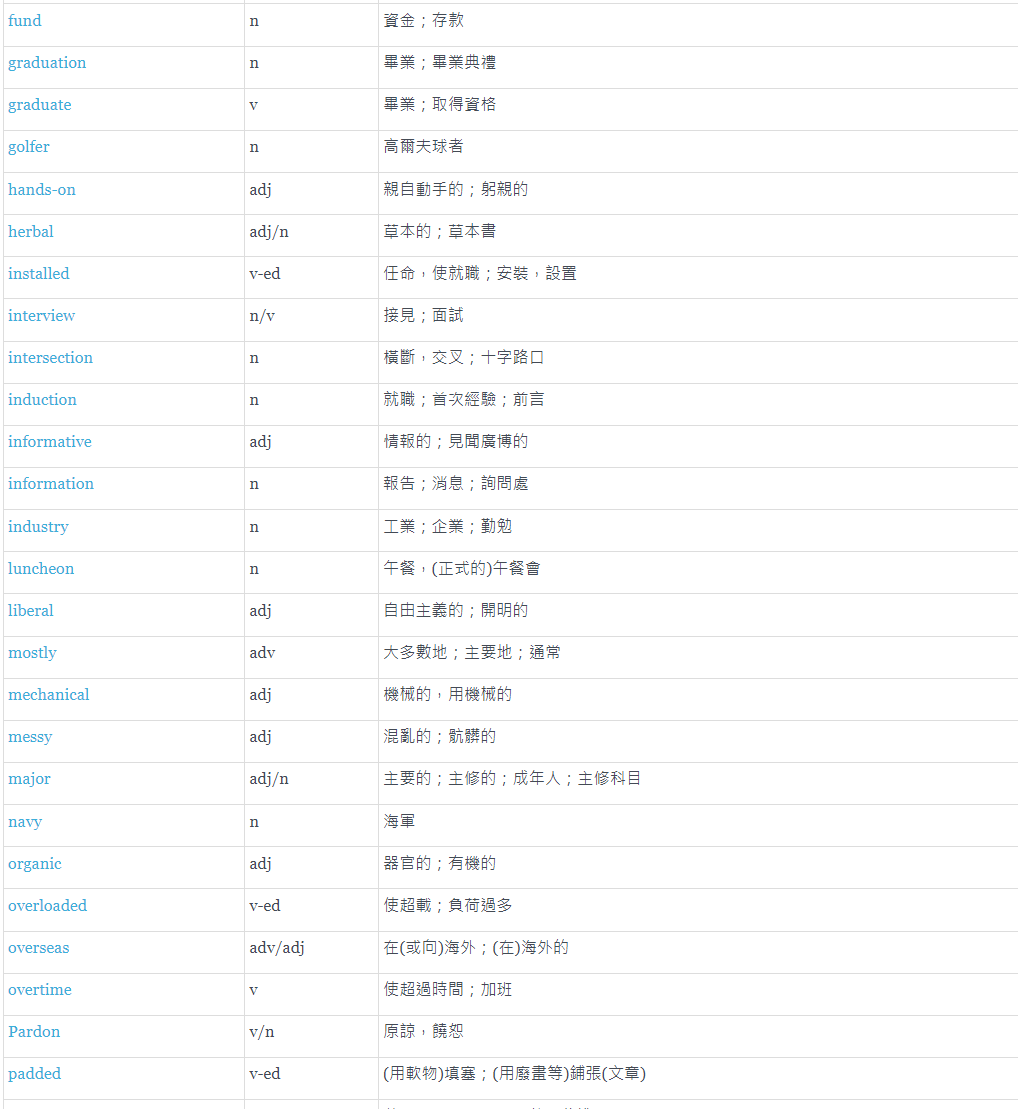 fund n 資金；存款
graduation n 畢業；畢業典禮
graduate v 畢業；取得資格
golfer n 高爾夫球者
hands-on adj 親自動手的；躬親的
herbal adj/n 草本的；草本書
installed v-ed 任命，使就職；安裝，設置
interview n/v 接見；面試
intersection n 橫斷，交叉；十字路口
induction n 就職；首次經驗；前言
informative adj 情報的；見聞廣博的
information n 報告；消息；詢問處
industry n 工業；企業；勤勉
luncheon n 午餐，(正式的)午餐會
liberal adj 自由主義的；開明的
mostly adv 大多數地；主要地；通常
mechanical adj 機械的，用機械的
messy adj 混亂的；骯髒的
major adj/n 主要的；主修的；成年人；主修科目
navy n 海軍
organic adj 器官的；有機的
overloaded v-ed 使超載；負荷過多
overseas adv/adj 在(或向)海外；(在)海外的
overtime v 使超過時間；加班
Pardon v/n 原諒，饒恕
padded v-ed (用軟物)填塞；(用廢畫等)鋪張(文章)